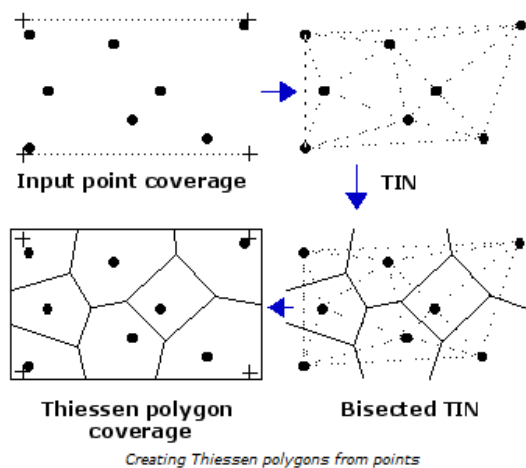 Input point coverage
TIN
Thiessen polygon
coverage
Bisected TIN
Creating Thiessen polygons from points